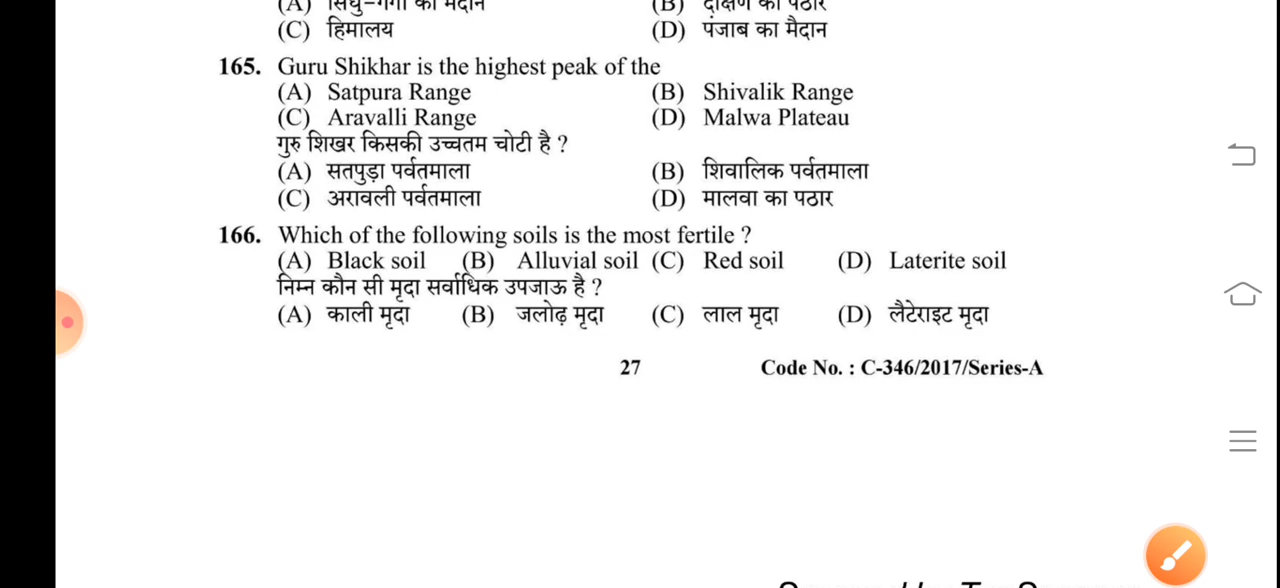 (A) सिंधु-गंगा का मैदान (B) दक्षिण का पठार
(C) हिमालय (D) पंजाब का मैदान
165. Guru Shikhar is the highest peak of the
(A) Satpura Range (B) Shivalik Range
(C) Aravalli Range (D) Malwa Plateau
गुरु शिखर किसकी उच्चतम चोटी है ?
(A) सतपुड़ा पर्वतमाला (B) शिवालिक पर्वतमाला
(C) अरावली पर्वतमाला (D) मालवा का पठार
166. Which of the following soils is the most fertile ?
(A) Black soil (B) Alluvial soil (C) Red soil (D) Laterite soil
निम्न कौन सी मृदा सर्वाधिक उपजाऊ है ?
(A) काली मृदा (B) जलोढ़ मृदा (C) लाल मृदा (D) लैटेराइट मृदा
27 Code No. : C-346/2017/Series-A